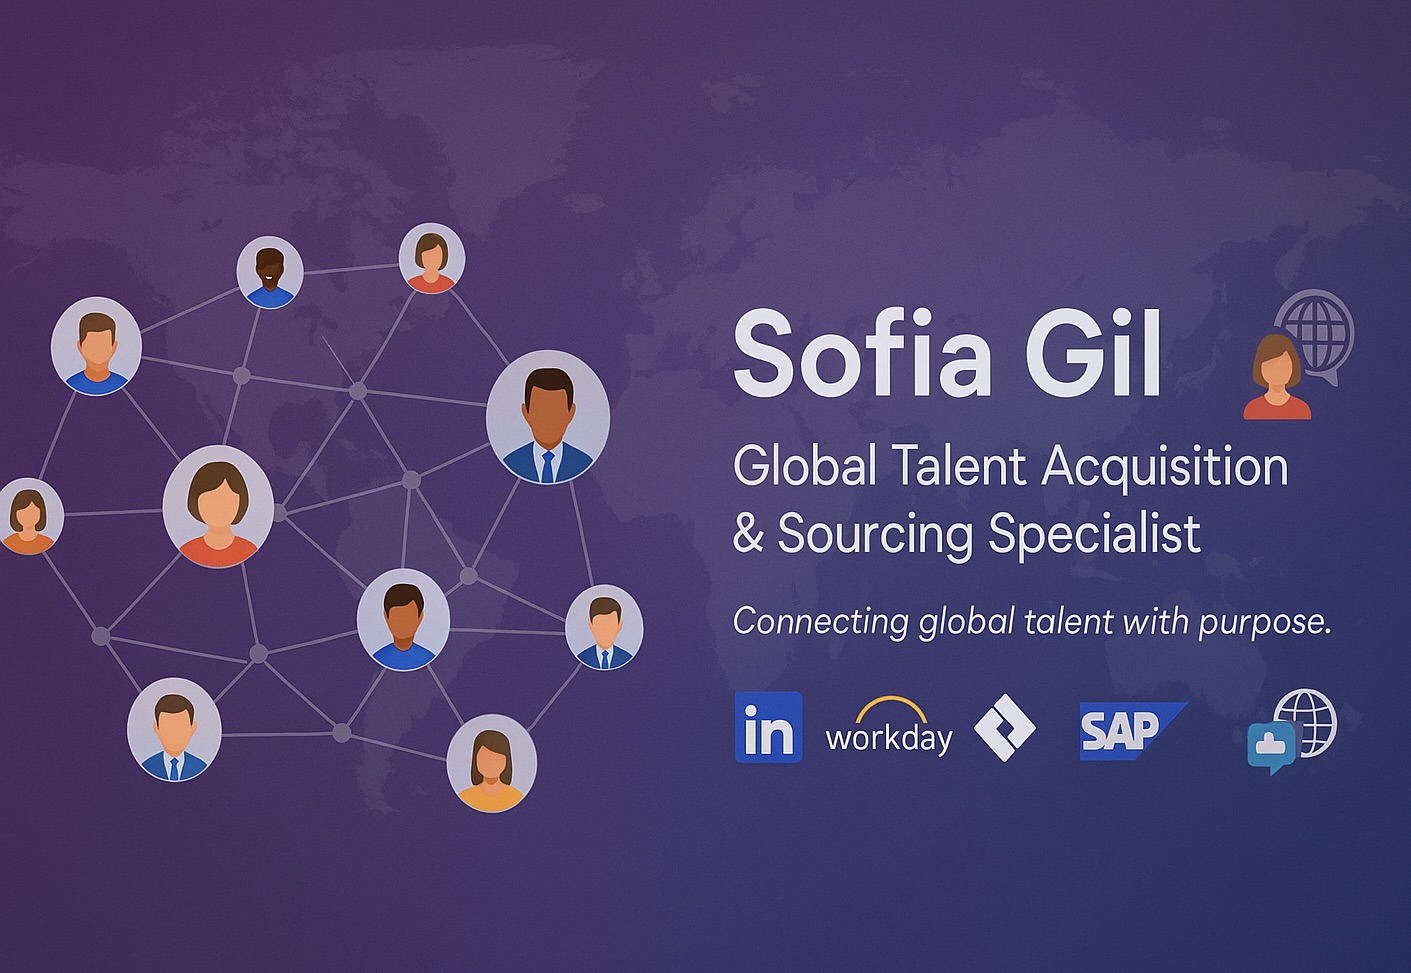 Sofia Gil
Global Talent Acquisition
& Sourcing Specialist
Connecting global talent with purpose.
in
workday
SAP